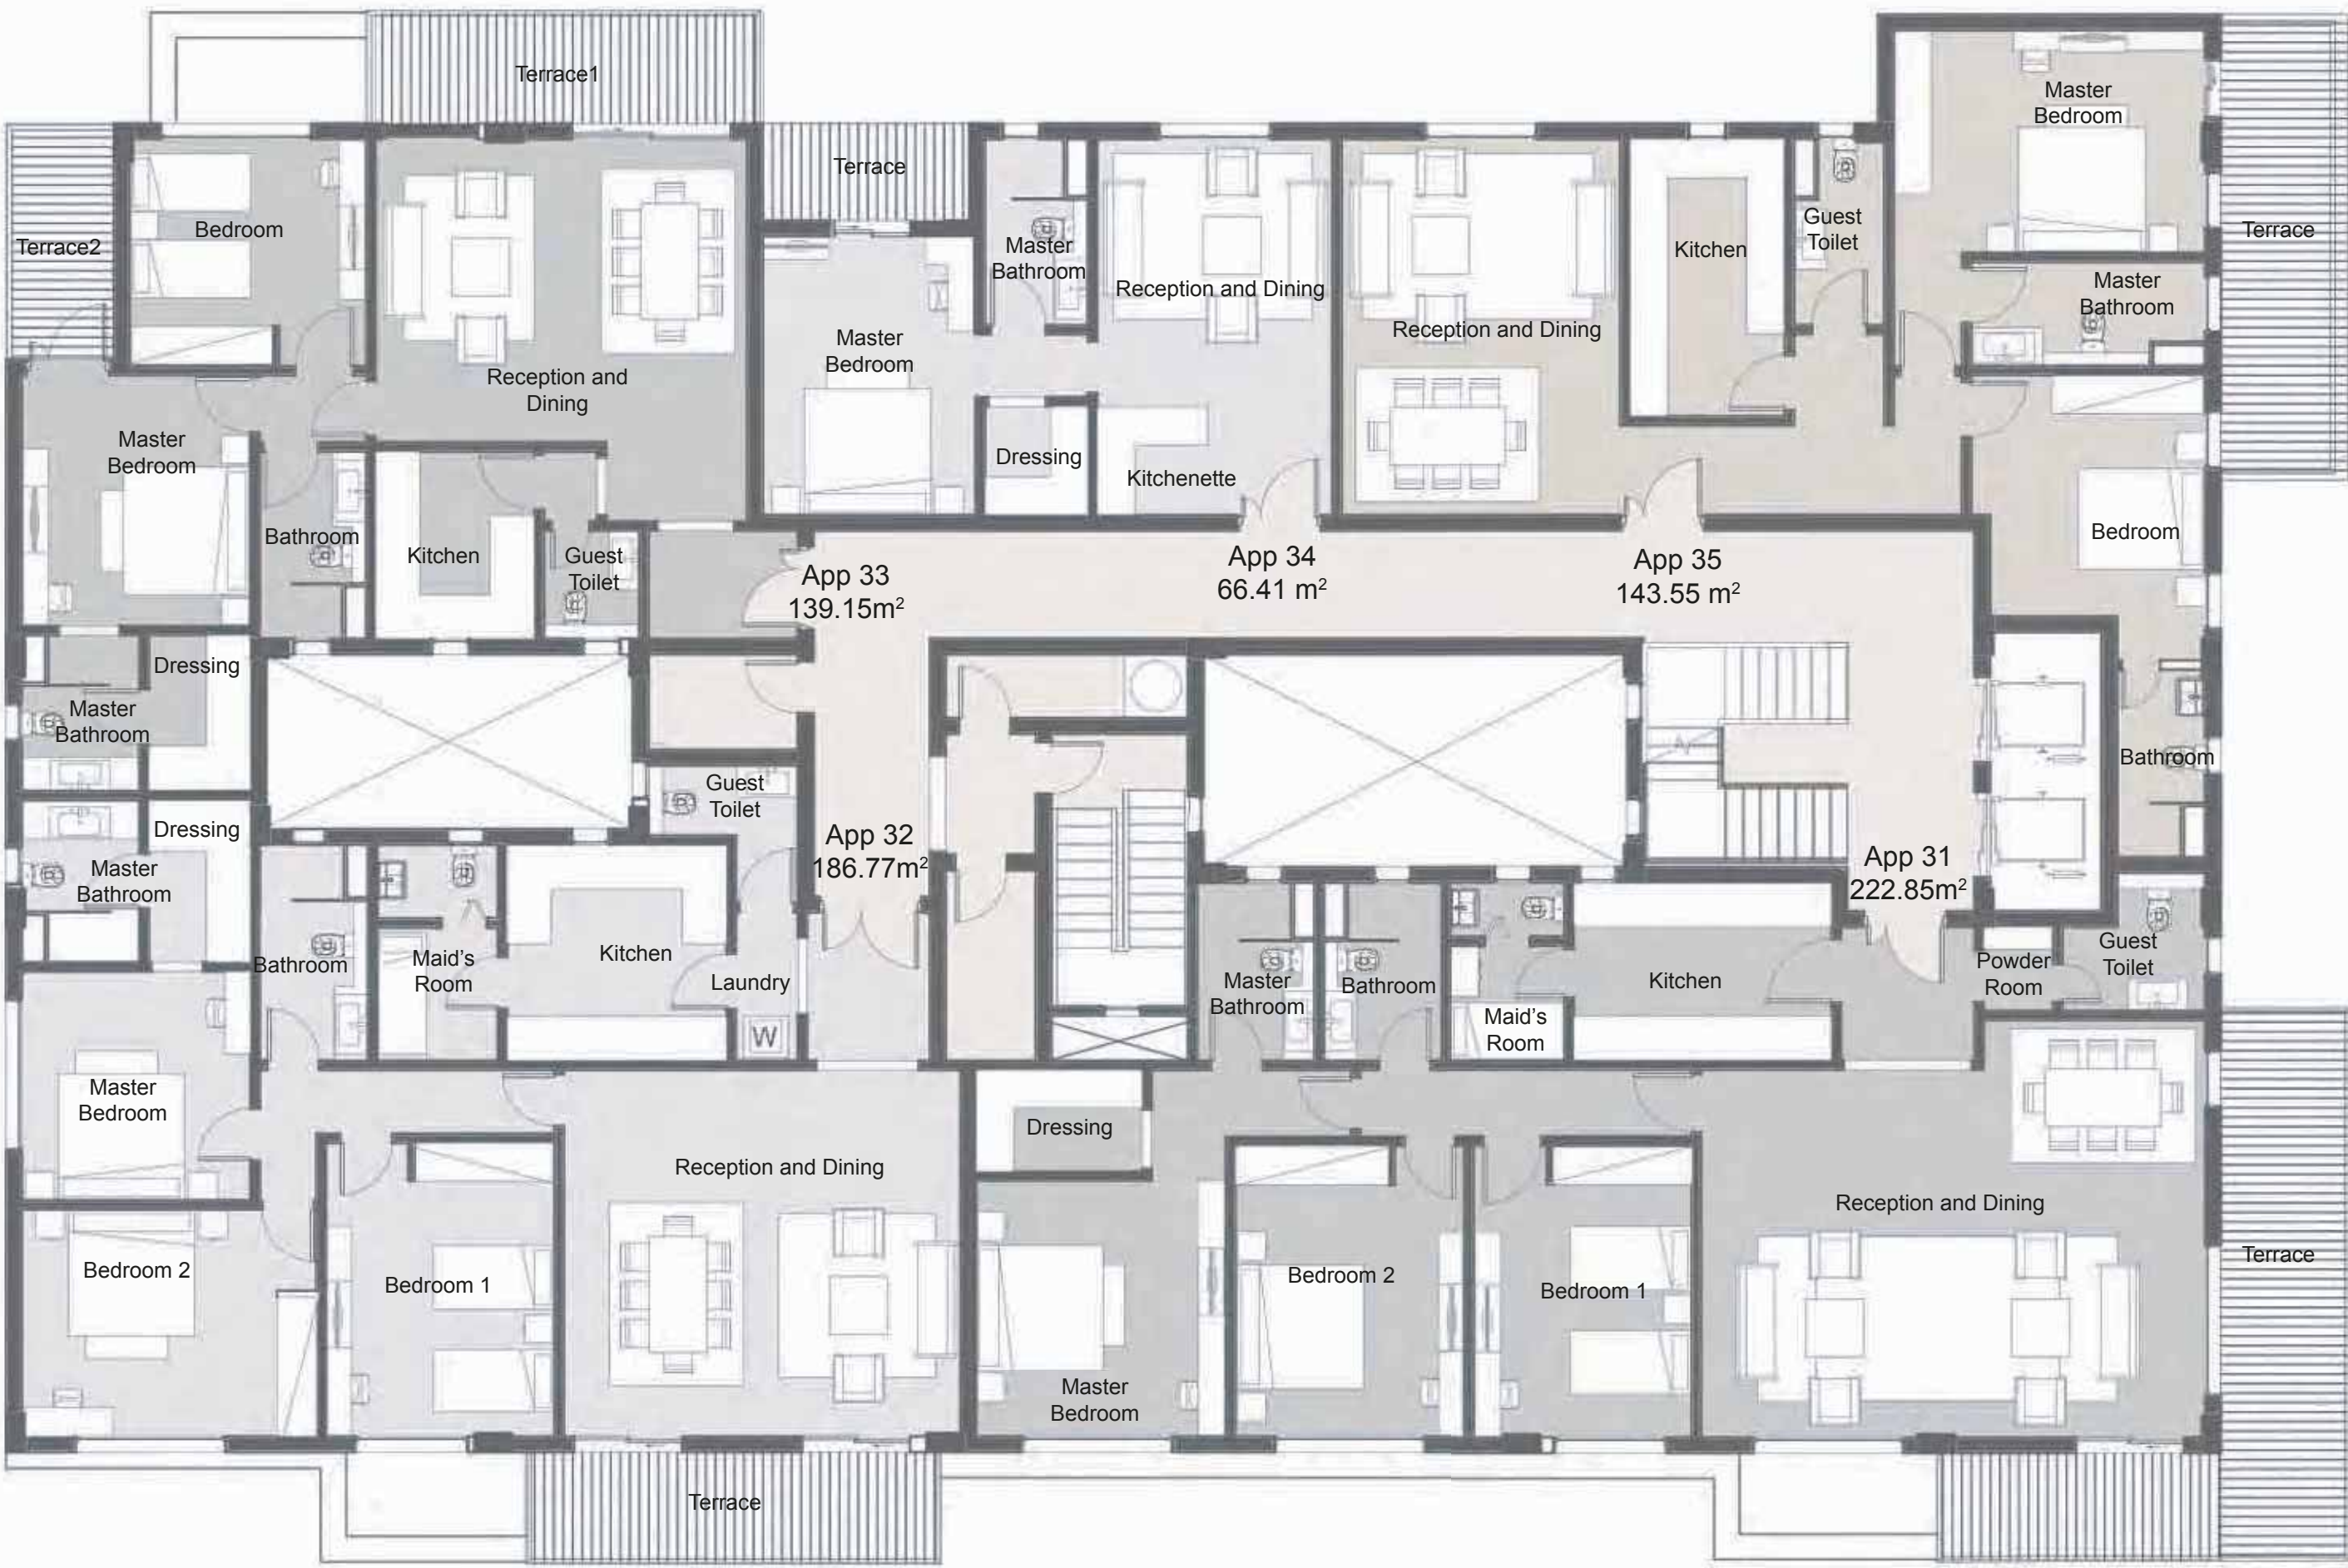 Terrace1
Terrace2
Bedroom
Reception and
Dining
Master
Bedroom
Bathroom
Kitchen
Guest
Toilet
Dressing
Master
Bathroom
App 33
139.15m²
Terrace
Master
Bedroom
Master
Bathroom
Dressing
Reception and Dining
Kitchenette
App 34
66.41 m²
Reception and Dining
Kitchen
Guest
Toilet
Master
Bedroom
Master
Bathroom
Terrace
Bedroom
Bathroom
App 35
143.55 m²
Dressing
Master
Bathroom
Bathroom
Maid's
Room
Kitchen
Guest
Toilet
Laundry
W
App 32
186.77m²
Master
Bedroom
Bedroom 2
Bedroom 1
Reception and Dining
Terrace
App 31
222.85m²
Master
Bathroom
Bathroom
Maid's
Room
Kitchen
Powder
Room
Guest
Toilet
Dressing
Master
Bedroom
Bedroom 2
Bedroom 1
Reception and Dining
Terrace